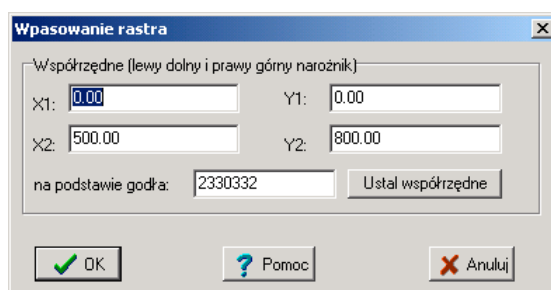 Wpasowanie rastra
Współrzędne (lewy dolny i prawy górny narożnik)
X1: 0.00 Y1: 0.00
X2: 500.00 Y2: 800.00
na podstawie godła: 2330332 Ustal współrzędne
OK Pomoc Anuluj